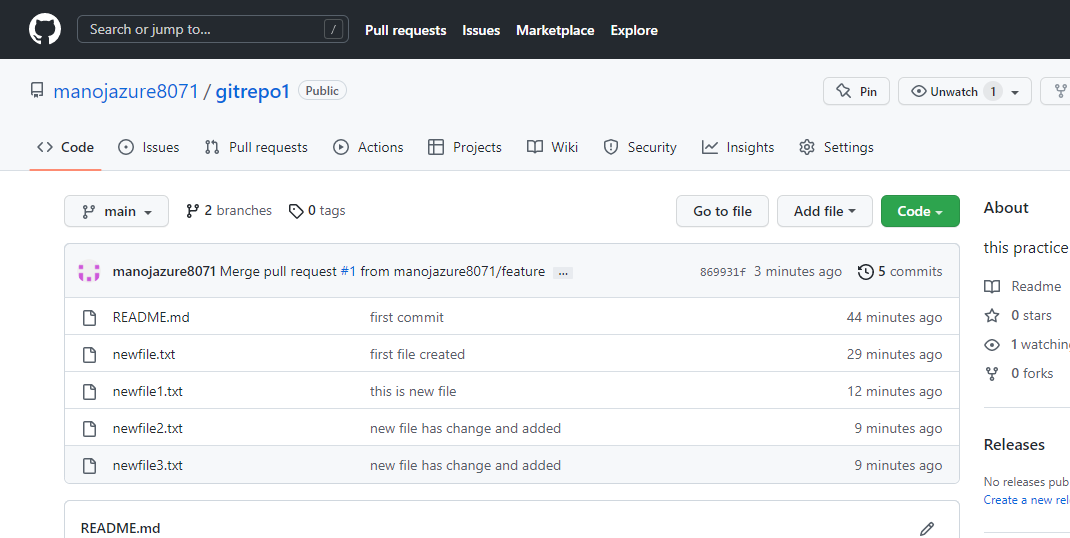 Search or jump to... / Pull requests Issues Marketplace Explore
manojazure8071 / gitrepo1 Public Pin Unwatch 1
Code Issues Pull requests Actions Projects Wiki Security Insights Settings
main 2 branches 0 tags Go to file Add file Code
manojazure8071 Merge pull request #1 from manojazure8071/feature ... 869931f 3 minutes ago 5 commits
README.md first commit 44 minutes ago
newfile.txt first file created 29 minutes ago
newfile1.txt this is new file 12 minutes ago
newfile2.txt new file has change and added 9 minutes ago
newfile3.txt new file has change and added 9 minutes ago
README.md
About
this practice
Readme
0 stars
1 watching
0 forks
Releases
No releases pub
Create a new rel